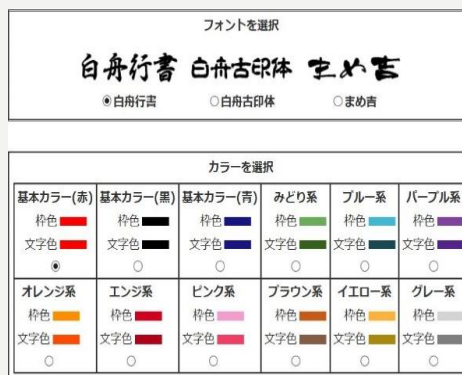 フォントを選択
白舟行書 白舟古印体 まめ吉
白舟行書 白舟古印体 まめ吉
カラーを選択
基本カラー(赤) 基本カラー(黒) 基本カラー(青) みどり系 ブルー系 パープル系
枠色 枠色 枠色 枠色 枠色 枠色
文字色 文字色 文字色 文字色 文字色 文字色
オレンジ系 エンジ系 ピンク系 ブラウン系 イエロー系 グレー系
枠色 枠色 枠色 枠色 枠色 枠色
文字色 文字色 文字色 文字色 文字色 文字色